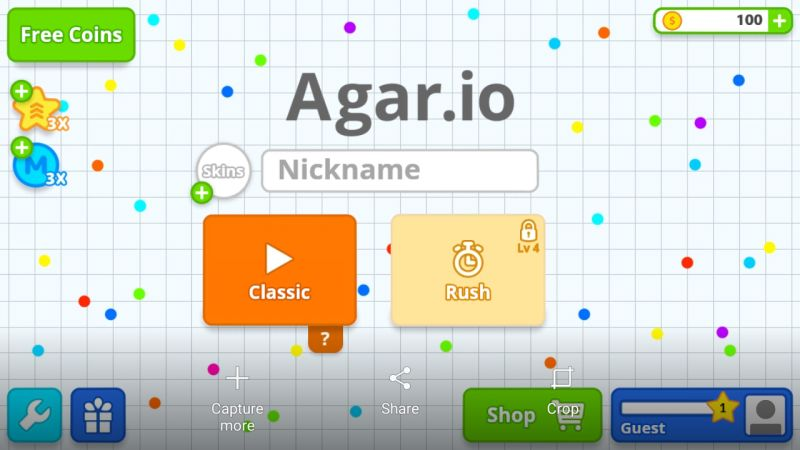 Free Coins
100
Agar.io
3X
M
3X
Skins
Nickname
Lv 4
Classic
Rush
?
Capture
more
Share
Shop
Crop
1
Guest